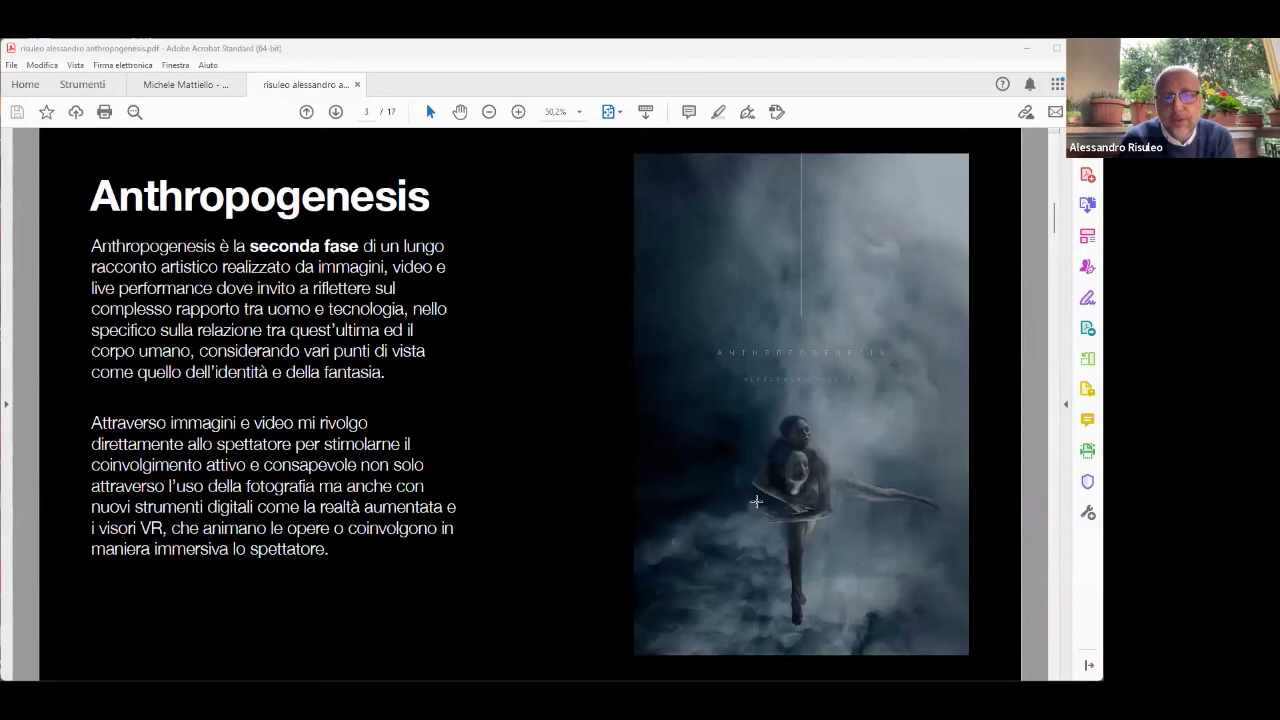 risuleo alessandro anthropogenesis.pdf - Adobe Acrobat Standard (64-bit)
File Modifica Vista Firma elettronica Finestra Aiuto
Home Strumenti Michele Mattiello - ... risuleo alessandro a...
3 / 17 50,2%
Alessandro Risuleo
Anthropogenesis
Anthropogenesis è la seconda fase di un lungo
racconto artistico realizzato da immagini, video e
live performance dove invito a riflettere sul
complesso rapporto tra uomo e tecnologia, nello
specifico sulla relazione tra quest'ultima ed il
corpo umano, considerando vari punti di vista
come quello dell'identità e della fantasia.
Attraverso immagini e video mi rivolgo
direttamente allo spettatore per stimolarne il
coinvolgimento attivo e consapevole non solo
attraverso l'uso della fotografia ma anche con
nuovi strumenti digitali come la realtà aumentata e
i visori VR, che animano le opere o coinvolgono in
maniera immersiva lo spettatore.
ANTHROPOGENESIS